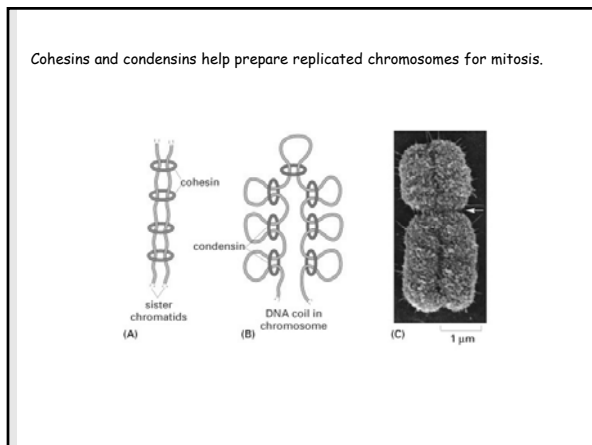 Cohesins and condensins help prepare replicated chromosomes for mitosis.
cohesin
condensin
sister
chromatids
(A)
DNA coil in
chromosome
(B)
(C)
1 µm